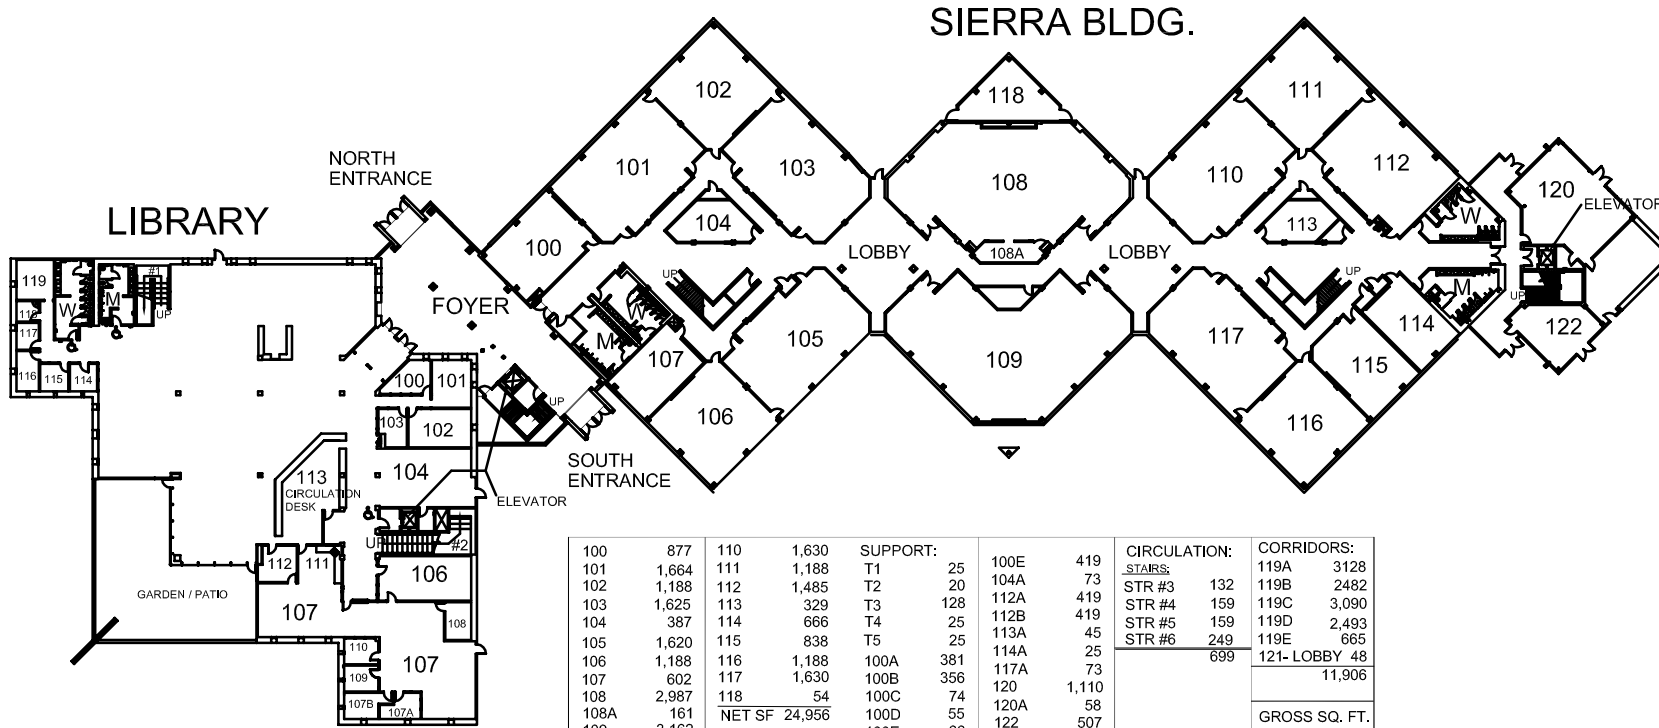 SIERRA BLDG.
LIBRARY
NORTH
ENTRANCE
102
118
111
101
103
108
110
112
120
ELEVATOR
W
104
113
100
LOBBY
108A
LOBBY
UP
UP
UP
M
119
W
M
#1
UP
118
117
116
115
114
FOYER
W
M
107
105
106
109
117
116
115
114
122
100
101
103
102
UP
SOUTH
ENTRANCE
104
113
CIRCULATION
DESK
ELEVATOR
UP
#2
112
111
106
GARDEN / PATIO
107
108
110
107
109
107B
107A
100 877
101 1,664
102 1,188
103 1,625
104 387
105 1,620
106 1,188
107 602
108 2,987
108A 161
110 1,630
111 1,188
112 1,485
113 329
114 666
115 838
116 1,188
117 1,630
118 54
NET SF 24,956
SUPPORT:
T1 25
T2 20
T3 128
T4 25
T5 25
100A 381
100B 356
100C 74
100D 55
100E 419
104A 73
112A 419
112B 419
113A 45
114A 25
117A 73
120 1,110
120A 58
122 507
CIRCULATION:
STAIRS:
STR #3 132
STR #4 159
STR #5 159
STR #6 249
699
CORRIDORS:
119A 3128
119B 2482
119C 3,090
119D 2,493
119E 665
121- LOBBY 48
11,906
GROSS SQ. FT.